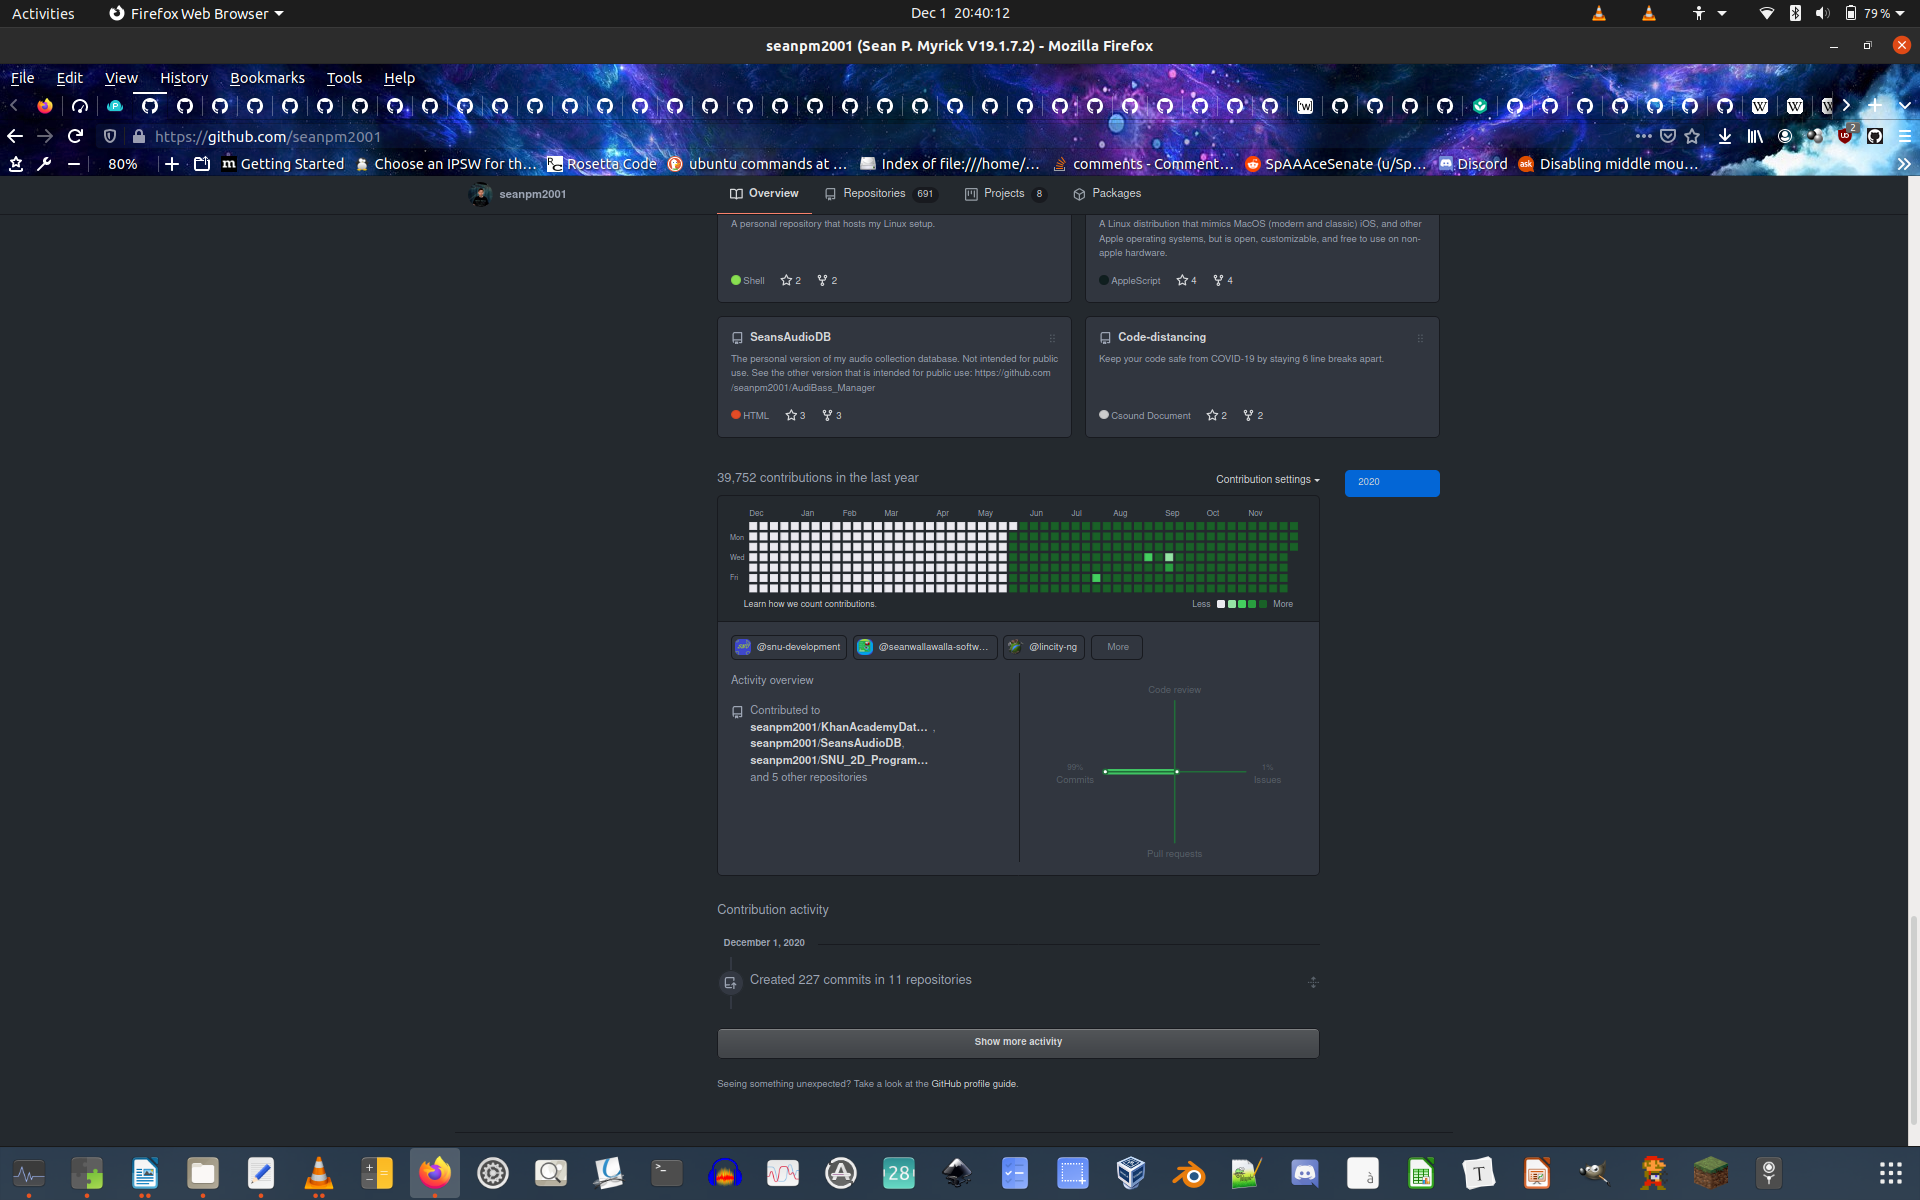 Activities
Firefox Web Browser
Dec 1 20:40:12
79 %
seanpm2001 (Sean P. Myrick V19.1.7.2) - Mozilla Firefox
File Edit View History Bookmarks Tools Help
https://github.com/seanpm2001
2
80%
Getting Started
Choose an IPSW for th…
Rosetta Code
ubuntu commands at …
Index of file:///home/…
comments - Comment…
SpAAAceSenate (u/Sp…
Discord
Disabling middle mou…
seanpm2001
Overview
Repositories 691
Projects 8
Packages
A personal repository that hosts my Linux setup.
Shell 2 2
A Linux distribution that mimics MacOS (modern and classic) iOS, and other
Apple operating systems, but is open, customizable, and free to use on non-
apple hardware.
AppleScript 4 4
SeansAudioDB
The personal version of my audio collection database. Not intended for public
use. See the other version that is intended for public use: https://github.com
/seanpm2001/AudiBass_Manager
HTML 3 3
Code-distancing
Keep your code safe from COVID-19 by staying 6 line breaks apart.
Csound Document 2 2
39,752 contributions in the last year
Contribution settings
2020
Dec Jan Feb Mar Apr May Jun Jul Aug Sep Oct Nov
Mon
Wed
Fri
Learn how we count contributions.
Less More
@snu-development
@seanwallawalla-softw…
@lincity-ng
More
Activity overview
Contributed to
seanpm2001/KhanAcademyDat… ,
seanpm2001/SeansAudioDB,
seanpm2001/SNU_2D_Program…
and 5 other repositories
Code review
99%
Commits
1%
Issues
Pull requests
Contribution activity
December 1, 2020
Created 227 commits in 11 repositories
Show more activity
Seeing something unexpected? Take a look at the GitHub profile guide.
28